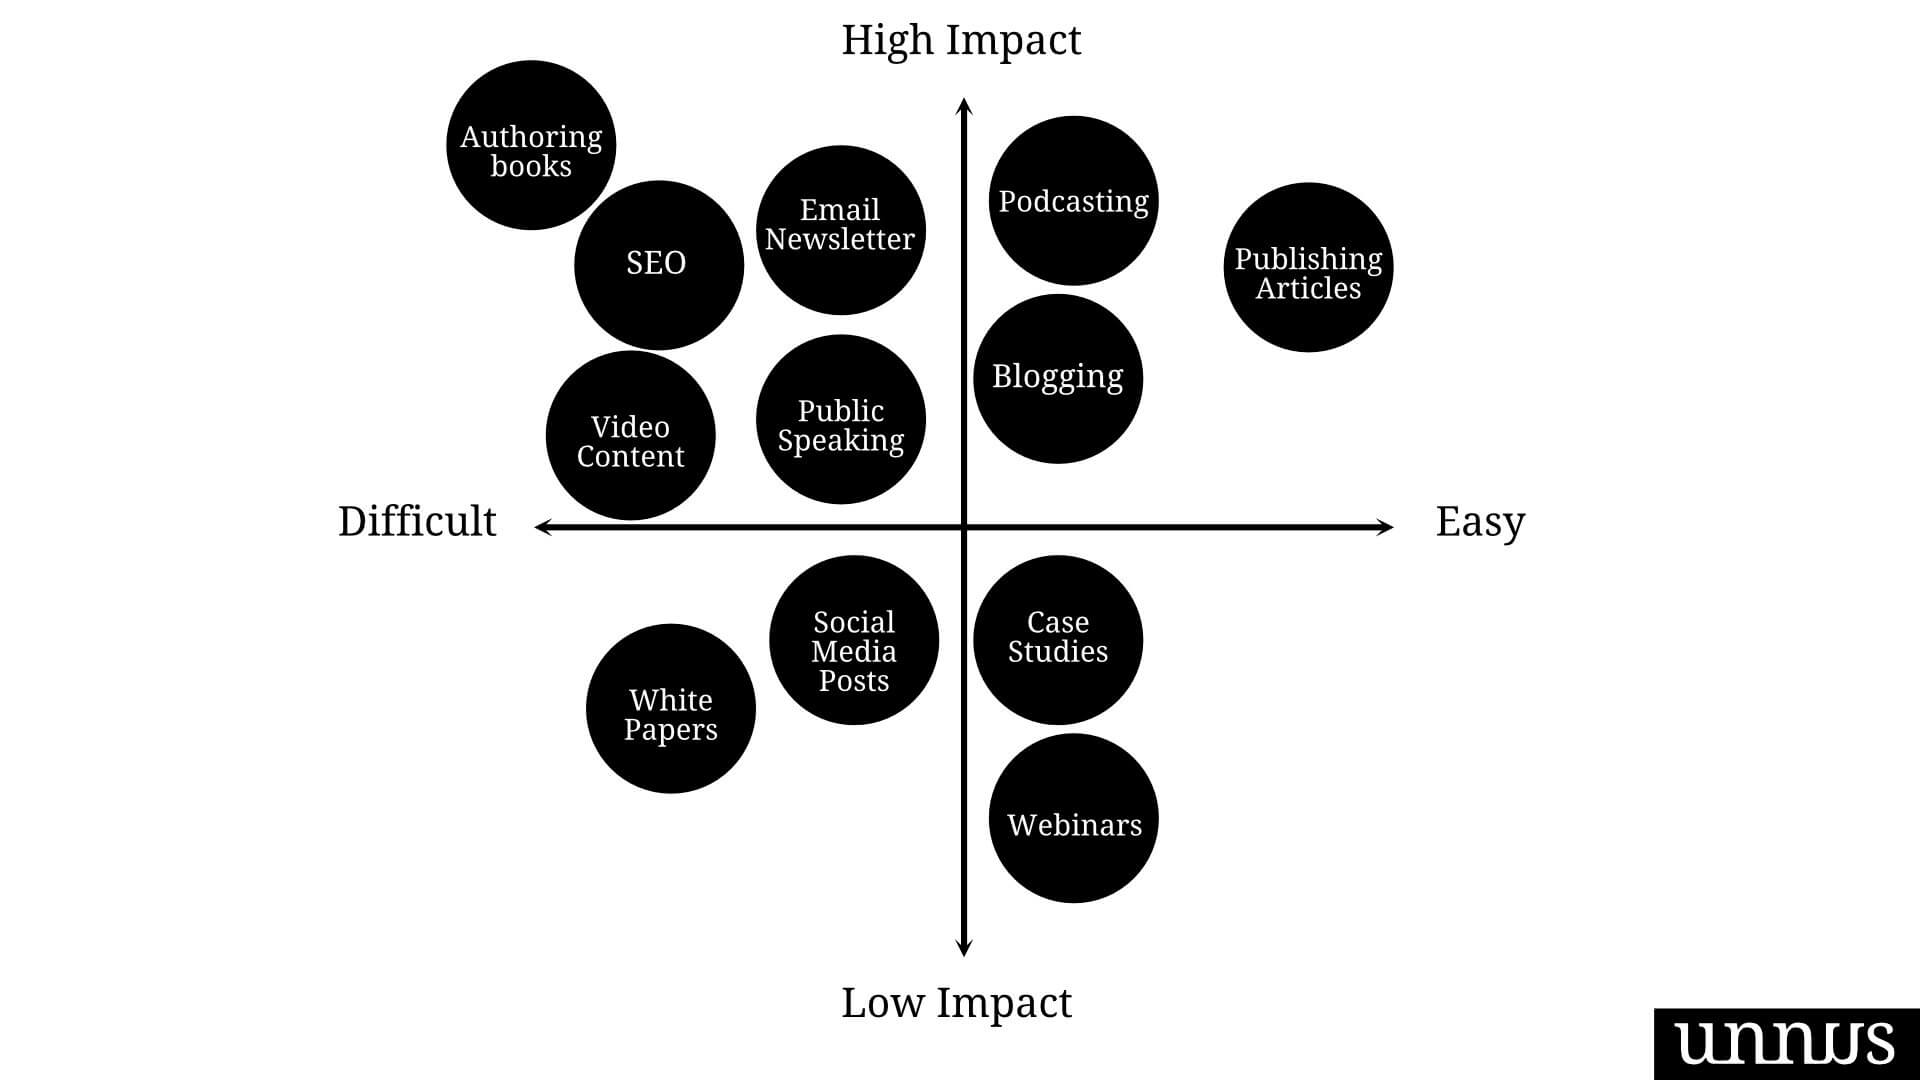 High Impact
Authoring
books
Podcasting
Email
Newsletter
SEO
Publishing
Articles
Blogging
Video
Content
Public
Speaking
Difficult
Easy
Social
Media
Posts
Case
Studies
White
Papers
Webinars
Low Impact
unnus